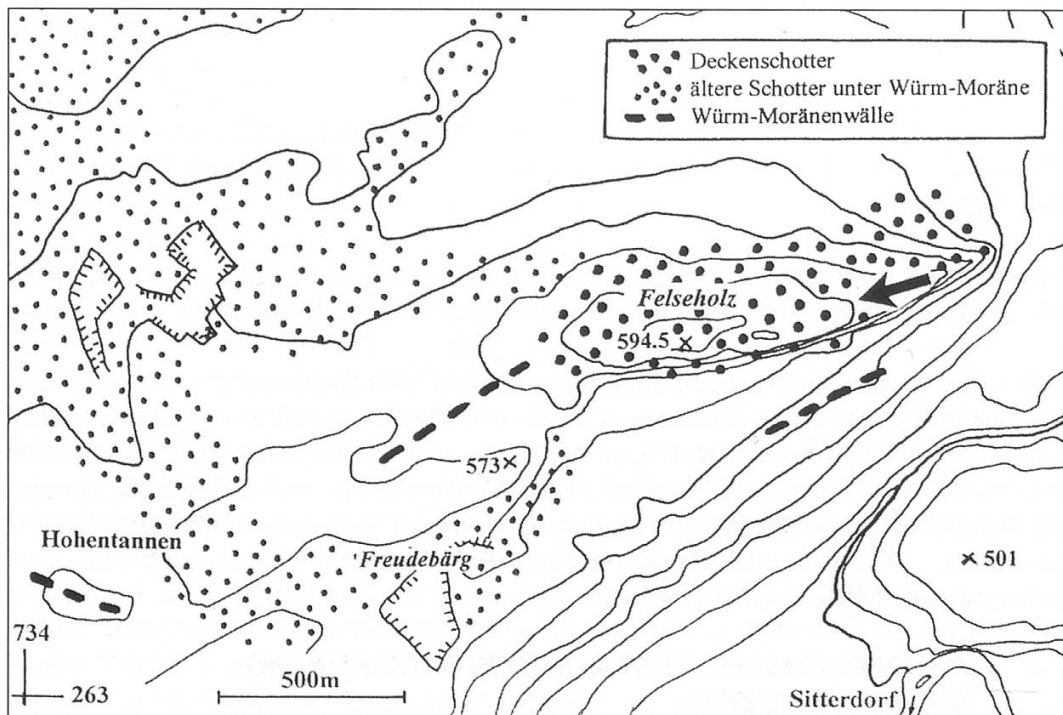 Deckenschotter
ältere Schotter unter Würm-Moräne
Würm-Moränenwälle
Felseholz
594.5
573
Hohentannen
'Freudebärg
501
734
263
500m
Sitterdorf